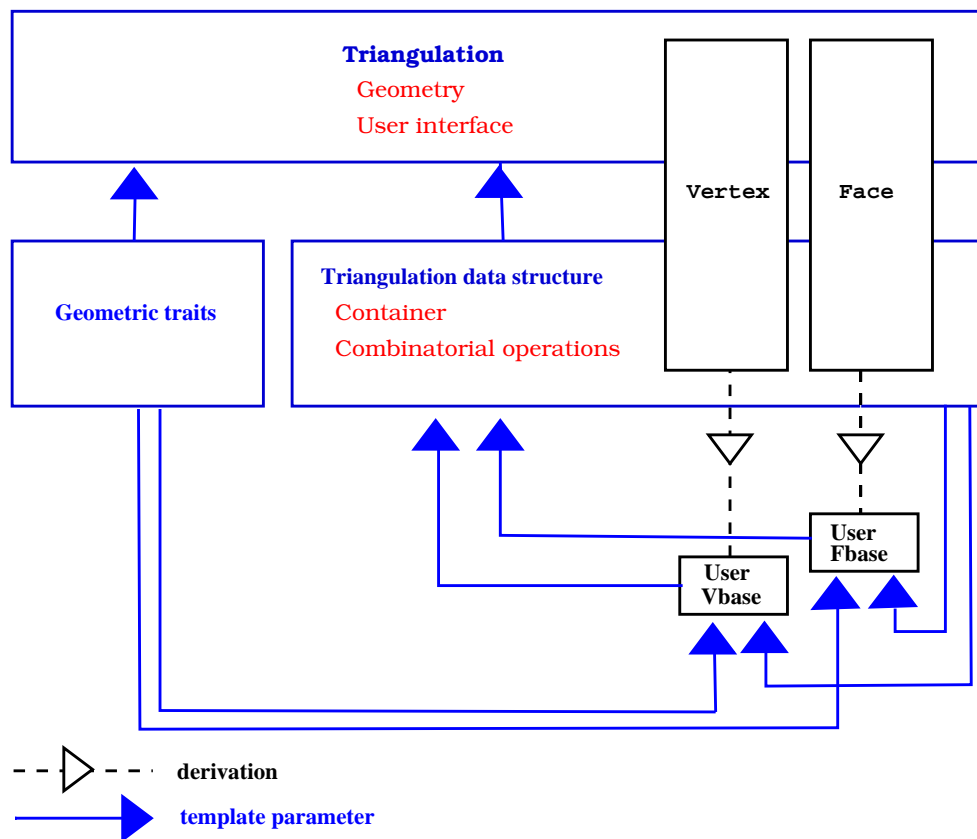 Triangulation
Geometry
User interface
Vertex
Face
Geometric traits
Triangulation data structure
Container
Combinatorial operations
User
Fbase
User
Vbase
derivation
template parameter